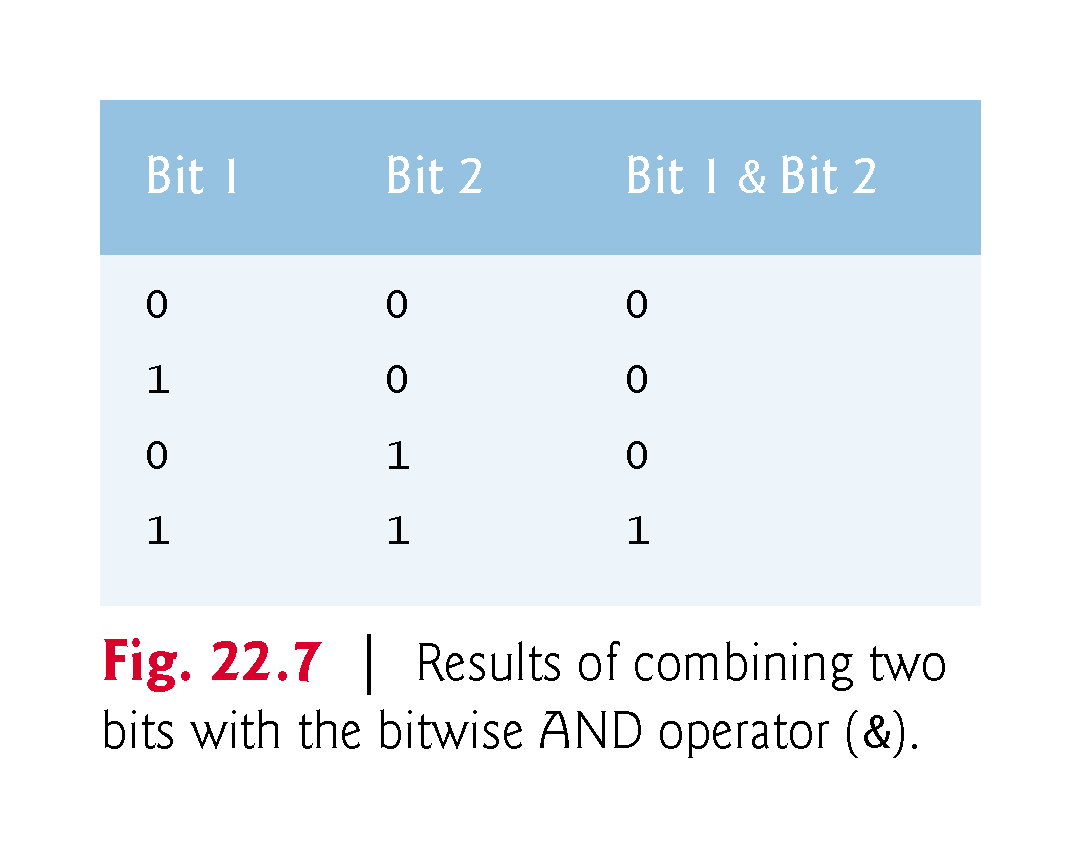 Bit 1 Bit 2 Bit 1 & Bit 2
0 0 0
1 0 0
0 1 0
1 1 1
Fig. 22.7 | Results of combining two
bits with the bitwise AND operator (&).